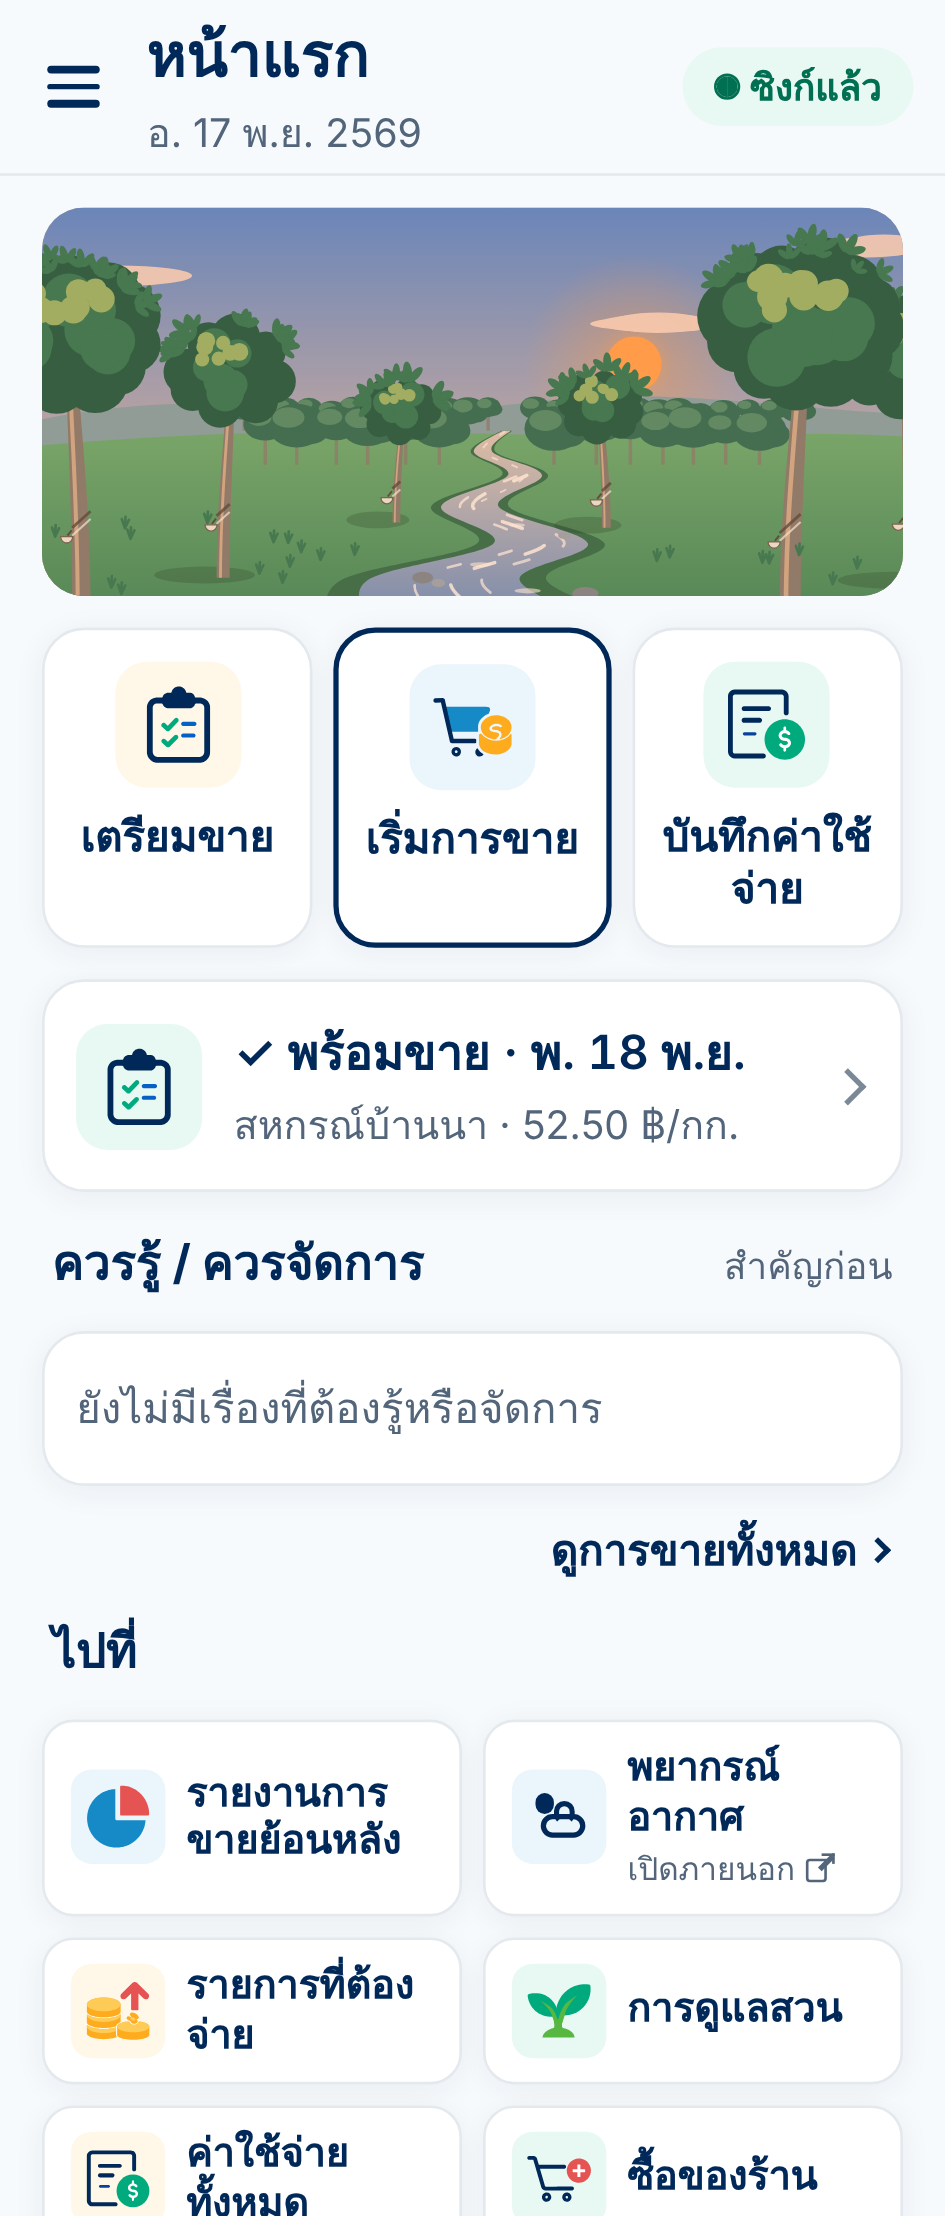 หน้าแรก
อ. 17 พ.ย. 2569
ซิงก์แล้ว
เตรียมขาย
เริ่มการขาย
บันทึกค่าใช้
จ่าย
✓ พร้อมขาย · พ. 18 พ.ย.
สหกรณ์บ้านนา · 52.50 ฿/กก.
ควรรู้ / ควรจัดการ
สำคัญก่อน
ยังไม่มีเรื่องที่ต้องรู้หรือจัดการ
ดูการขายทั้งหมด
ไปที่
รายงานการ
ขายย้อนหลัง
พยากรณ์
อากาศ
เปิดภายนอก
รายการที่ต้อง
จ่าย
การดูแลสวน
ค่าใช้จ่าย
ทั้งหมด
ซื้อของร้าน